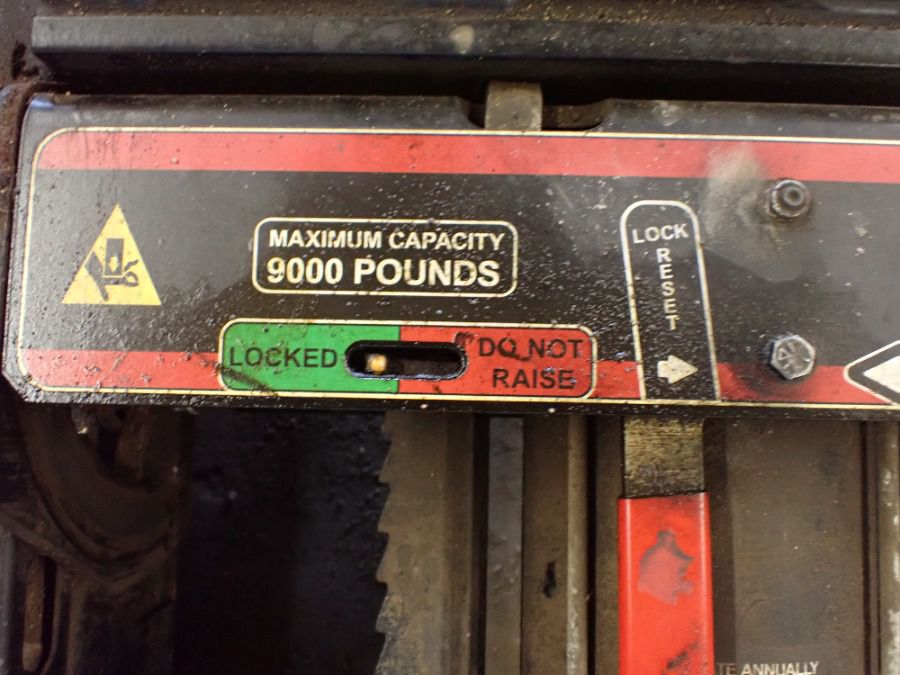 MAXIMUM CAPACITY
9000 POUNDS
LOCK
RESET
LOCKED
DO NOT
RAISE
ANNUALLY